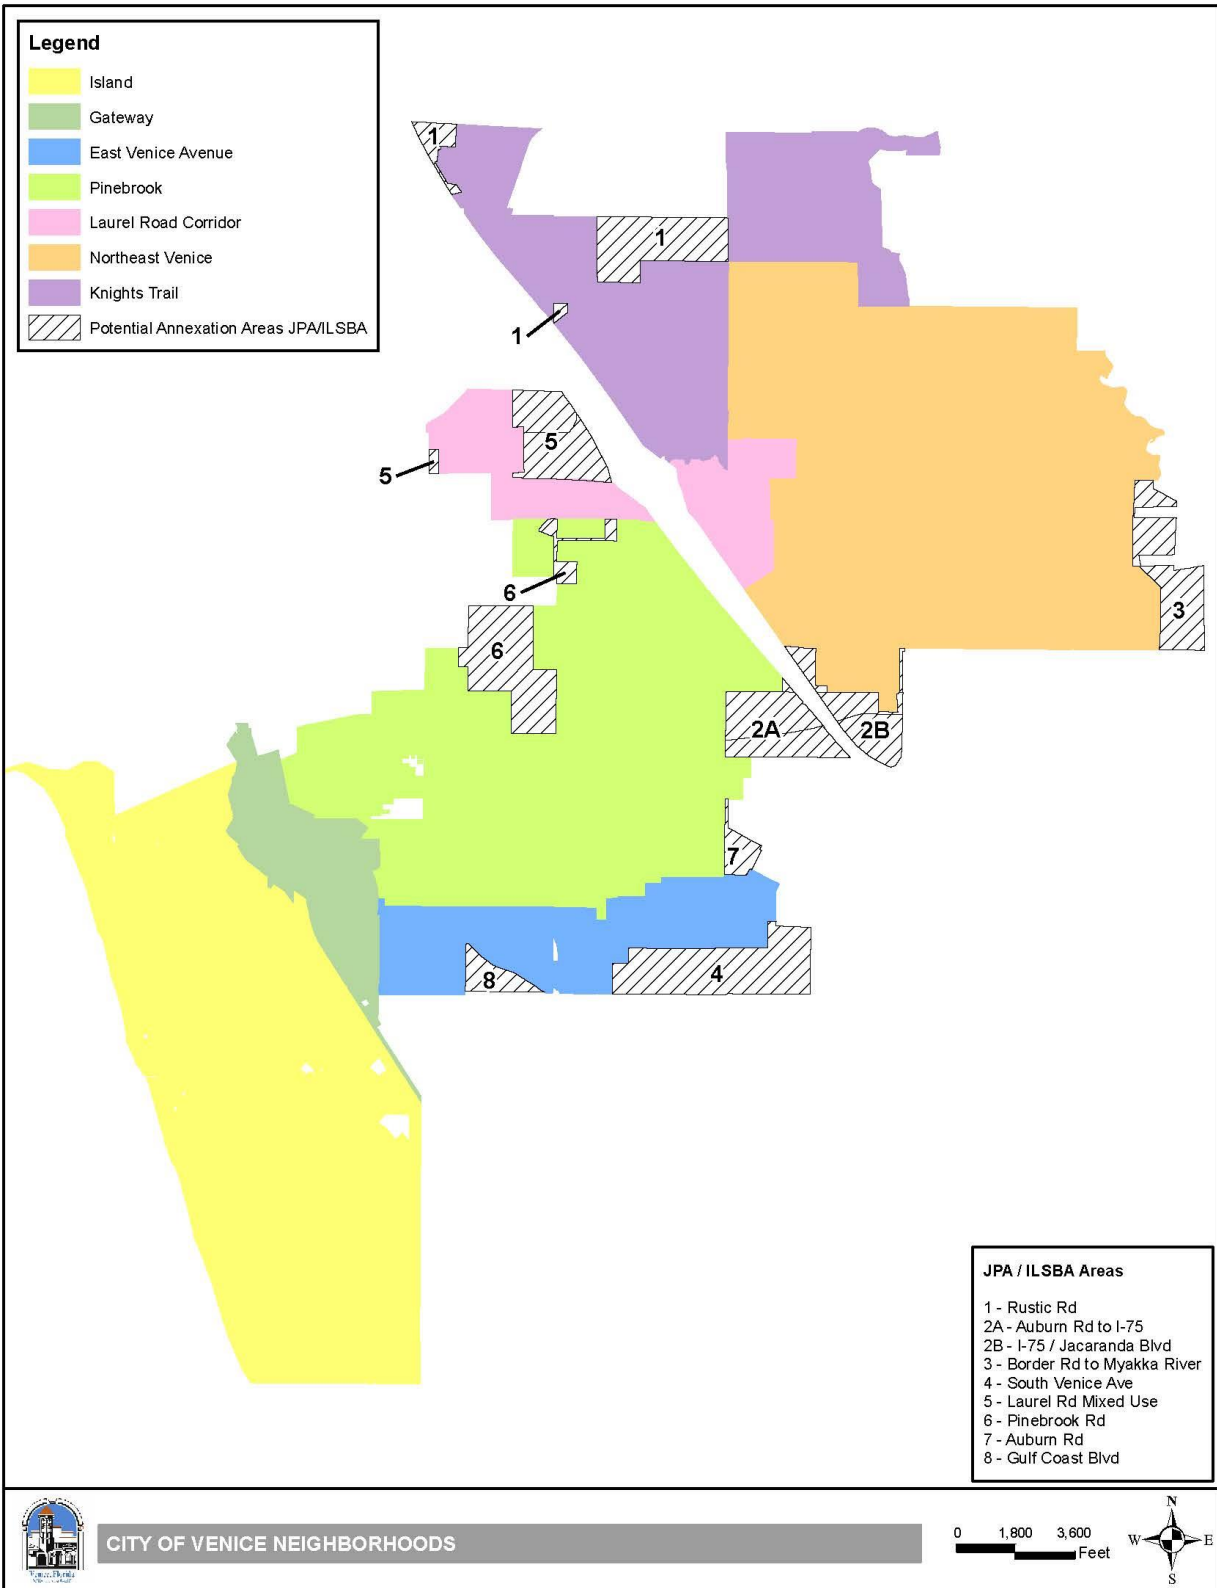 Legend
Island
Gateway
East Venice Avenue
Pinebrook
Laurel Road Corridor
Northeast Venice
Knights Trail
Potential Annexation Areas JPA/ILSBA
1
1
1
5
5
6
6
3
2A
2B
7
8
4
JPA / ILSBA Areas
1 - Rustic Rd
2A - Auburn Rd to I-75
2B - I-75 / Jacaranda Blvd
3 - Border Rd to Myakka River
4 - South Venice Ave
5 - Laurel Rd Mixed Use
6 - Pinebrook Rd
7 - Auburn Rd
8 - Gulf Coast Blvd
Venice, Florida
CITY OF VENICE NEIGHBORHOODS
0 1,800 3,600
Feet
N
W E
S